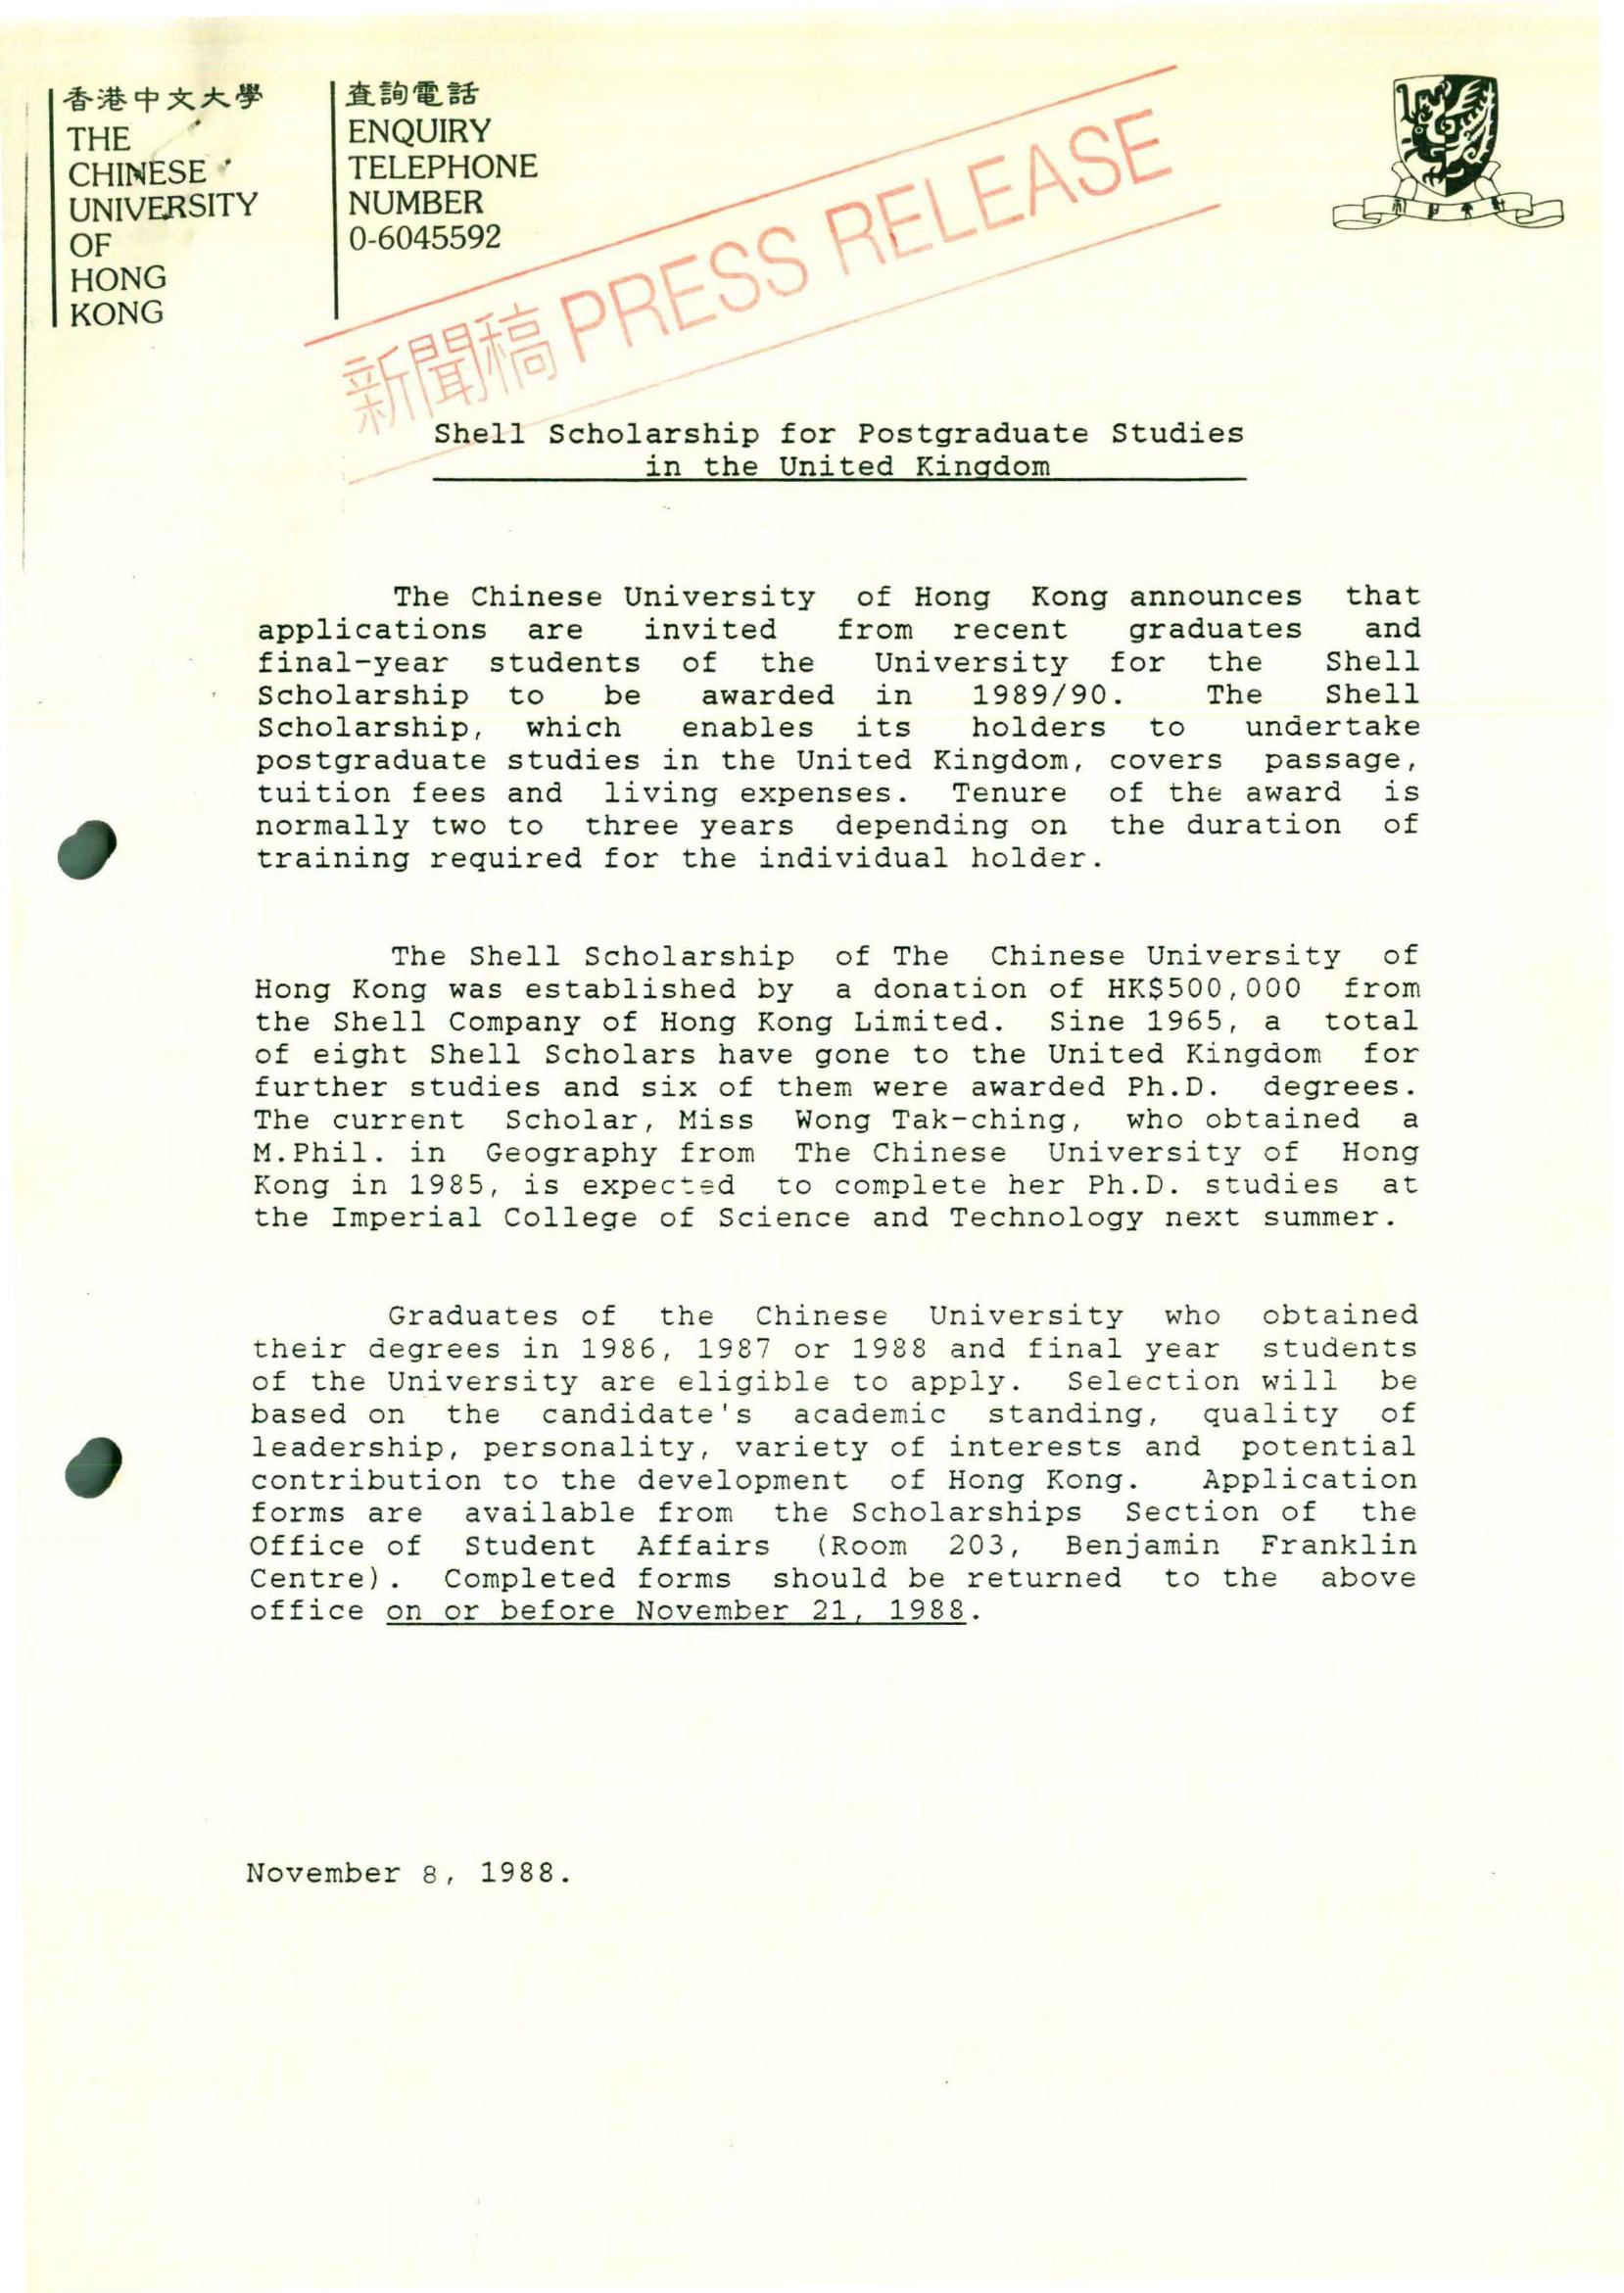 香港中文大學
THE
CHINESE
UNIVERSITY
OF
HONG
KONG
查詢電話
ENQUIRY
TELEPHONE
NUMBER
0-6045592
新聞稿 PRESS RELEASE
Shell Scholarship for Postgraduate Studies
in the United Kingdom
The Chinese University of Hong Kong announces that
applications are invited from recent graduates and
final-year students of the University for the Shell
Scholarship to be awarded in 1989/90. The Shell
Scholarship, which enables its holders to undertake
postgraduate studies in the United Kingdom, covers passage,
tuition fees and living expenses. Tenure of the award is
normally two to three years depending on the duration of
training required for the individual holder.
The Shell Scholarship of The Chinese University of
Hong Kong was established by a donation of HK$500,000 from
the Shell Company of Hong Kong Limited. Sine 1965, a total
of eight Shell Scholars have gone to the United Kingdom for
further studies and six of them were awarded Ph.D. degrees.
The current Scholar, Miss Wong Tak-ching, who obtained a
M.Phil. in Geography from The Chinese University of Hong
Kong in 1985, is expected to complete her Ph.D. studies at
the Imperial College of Science and Technology next summer.
Graduates of the Chinese University who obtained
their degrees in 1986, 1987 or 1988 and final year students
of the University are eligible to apply. Selection will be
based on the candidate's academic standing, quality of
leadership, personality, variety of interests and potential
contribution to the development of Hong Kong. Application
forms are available from the Scholarships Section of the
Office of Student Affairs (Room 203, Benjamin Franklin
Centre). Completed forms should be returned to the above
office on or before November 21, 1988.
November 8, 1988.